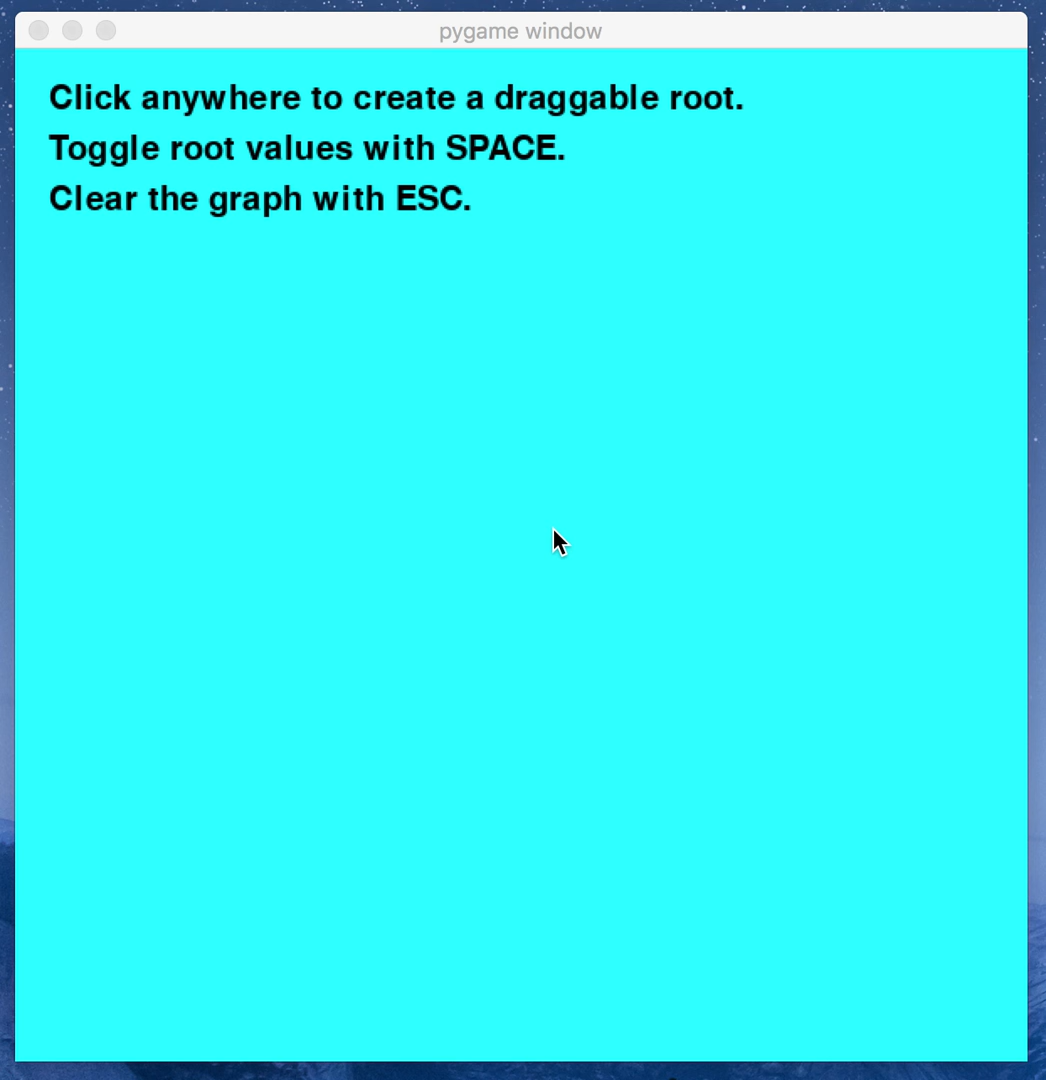 pygame window
Click anywhere to create a draggable root.
Toggle root values with SPACE.
Clear the graph with ESC.